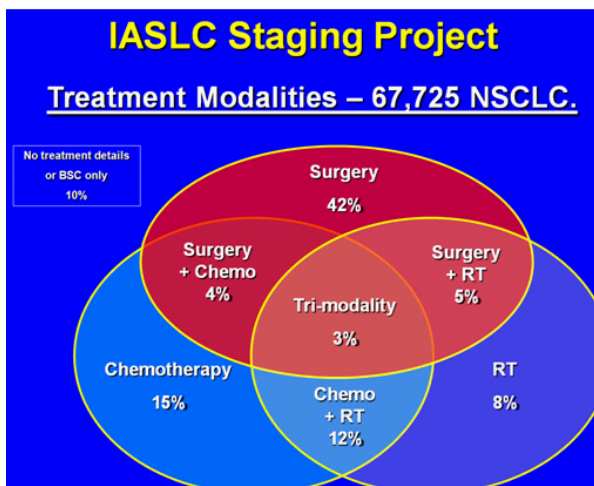 IASLC Staging Project
Treatment Modalities – 67,725 NSCLC.
No treatment details
or BSC only
10%
Surgery
42%
Surgery
+ Chemo
4%
Surgery
+ RT
5%
Tri-modality
3%
Chemotherapy
15%
Chemo
+ RT
12%
RT
8%